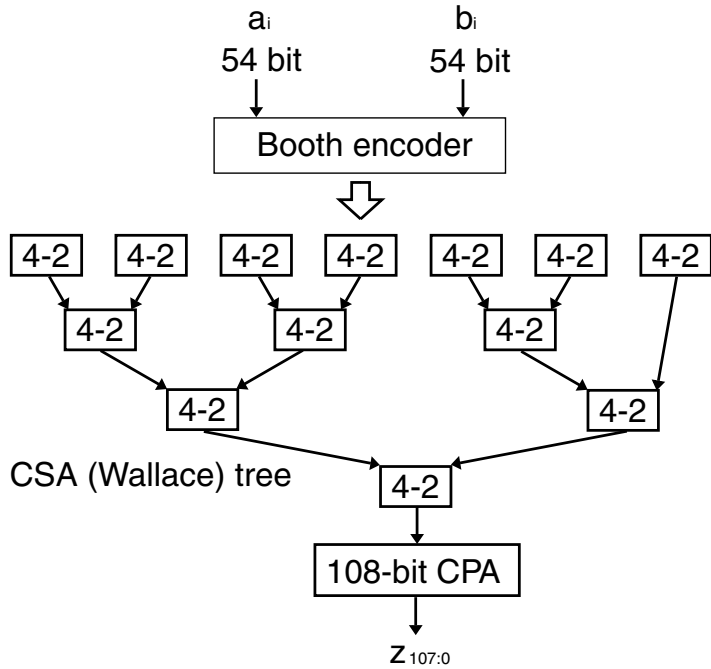 ai bi
54 bit 54 bit
Booth encoder
4-2 4-2 4-2 4-2 4-2 4-2 4-2
4-2 4-2 4-2
4-2 4-2
CSA (Wallace) tree
4-2
108-bit CPA
z107:0